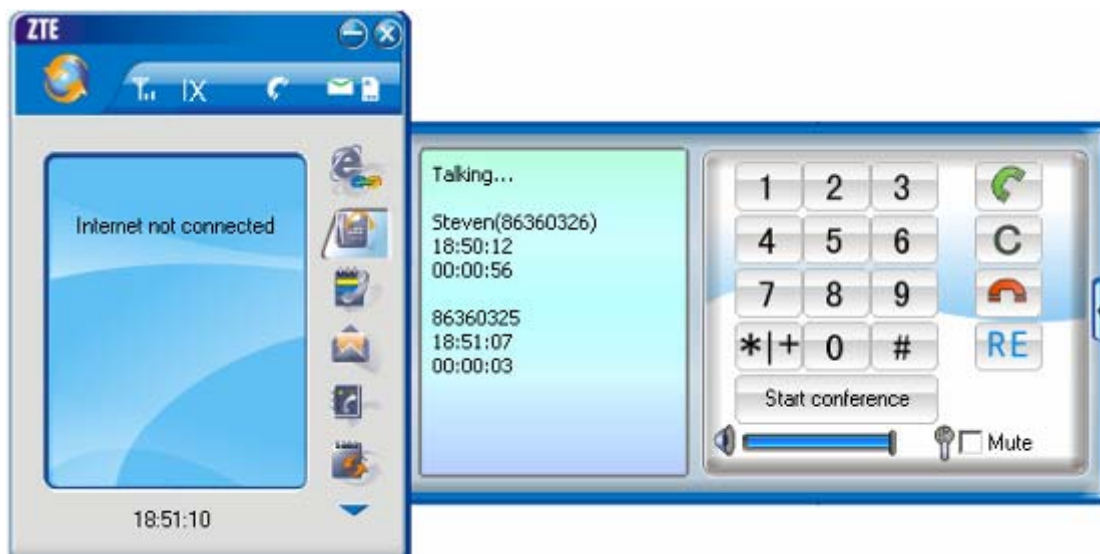 ZTE
1X
Internet not connected
18:51:10
Talking...
Steven(86360326)
18:50:12
00:00:56
86360325
18:51:07
00:00:03
1 2 3
4 5 6 C
7 8 9
*|+ 0 # RE
Start conference
Mute